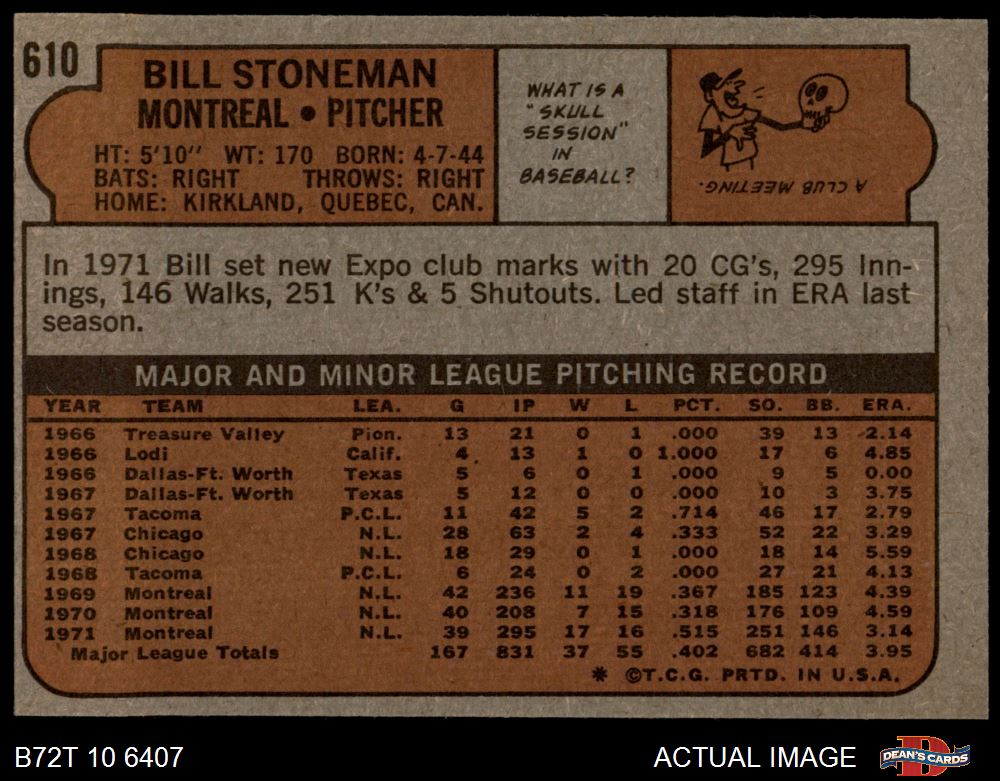 610
BILL STONEMAN
MONTREAL • PITCHER
HT: 5'10" WT: 170 BORN: 4-7-44
BATS: RIGHT THROWS: RIGHT
HOME: KIRKLAND, QUEBEC, CAN.
WHAT IS A
"SKULL
SESSION"
IN
BASEBALL?
A CLUB MEETING.
In 1971 Bill set new Expo club marks with 20 CG's, 295 Inn-
ings, 146 Walks, 251 K's & 5 Shutouts. Led staff in ERA last
season.
MAJOR AND MINOR LEAGUE PITCHING RECORD
YEAR TEAM LEA. G IP W L PCT. SO. BB. ERA.
1966 Treasure Valley Pion. 13 21 0 1 .000 39 13 2.14
1966 Lodi Calif. 4 13 1 0 1.000 17 6 4.85
1966 Dallas-Ft. Worth Texas 5 6 0 1 .000 9 5 0.00
1967 Dallas-Ft. Worth Texas 5 12 0 0 .000 10 3 3.75
1967 Tacoma P.C.L. 11 42 5 2 .714 46 17 2.79
1967 Chicago N.L. 28 63 2 4 .333 52 22 3.29
1968 Chicago N.L. 18 29 0 1 .000 18 14 5.59
1968 Tacoma P.C.L. 6 24 0 2 .000 27 21 4.13
1969 Montreal N.L. 42 236 11 19 .367 185 123 4.39
1970 Montreal N.L. 40 208 7 15 .318 176 109 4.59
1971 Montreal N.L. 39 295 17 16 .515 251 146 3.14
Major League Totals 167 831 37 55 .402 682 414 3.95
* ©T.C.G. PRTD. IN U.S.A.
B72T 10 6407 ACTUAL IMAGE DEAN'S CARDS